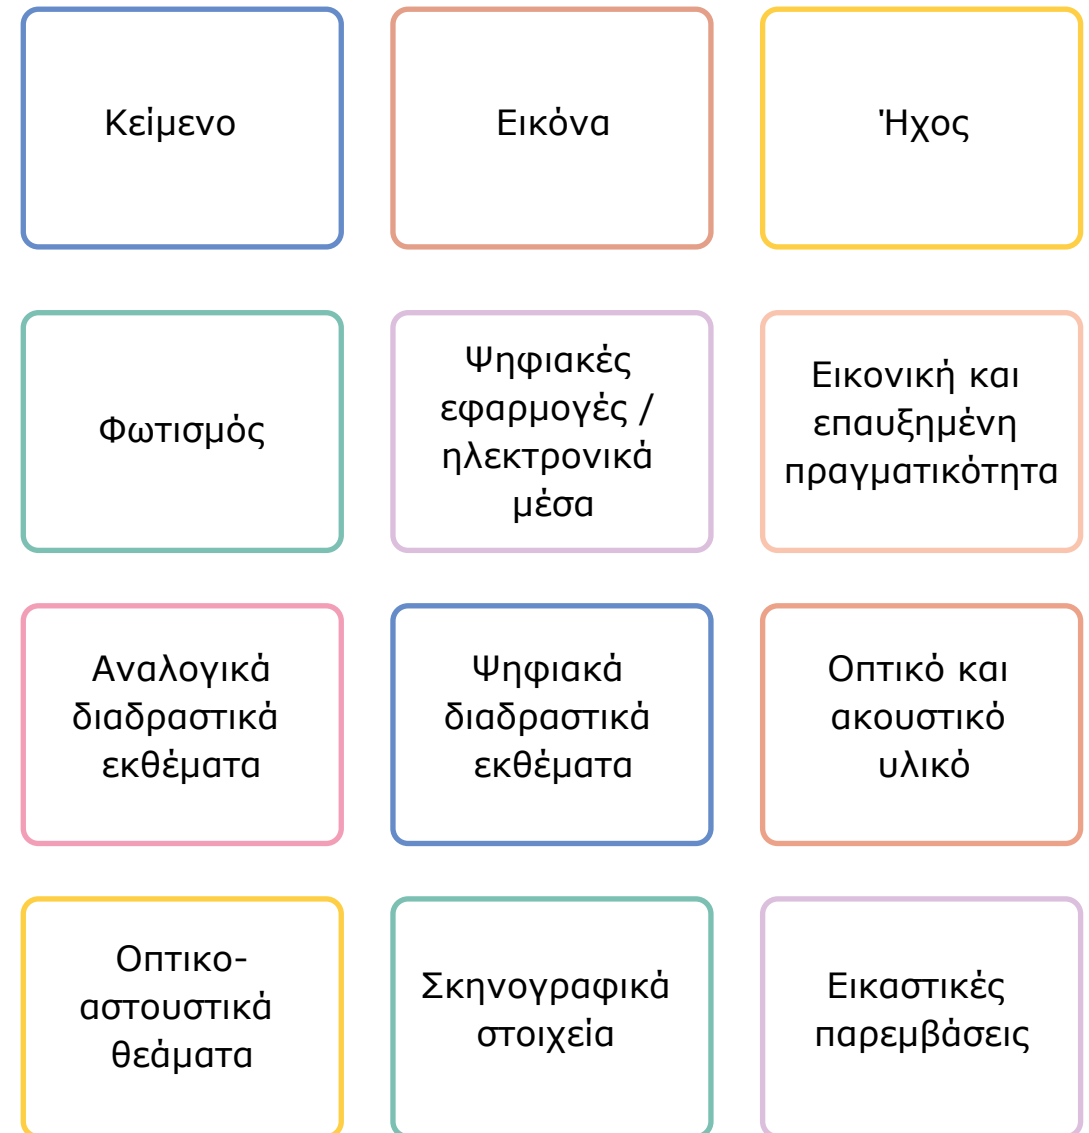 Κείμενο
Εικόνα
Ήχος
Φωτισμός
Ψηφιακές
εφαρμογές /
ηλεκτρονικά
μέσα
Εικονική και
επαυξημένη
πραγματικότητα
Αναλογικά
διαδραστικά
εκθέματα
Ψηφιακά
διαδραστικά
εκθέματα
Οπτικό και
ακουστικό
υλικό
Οπτικο-
αστουστικά
θεάματα
Σκηνογραφικά
στοιχεία
Εικαστικές
παρεμβάσεις